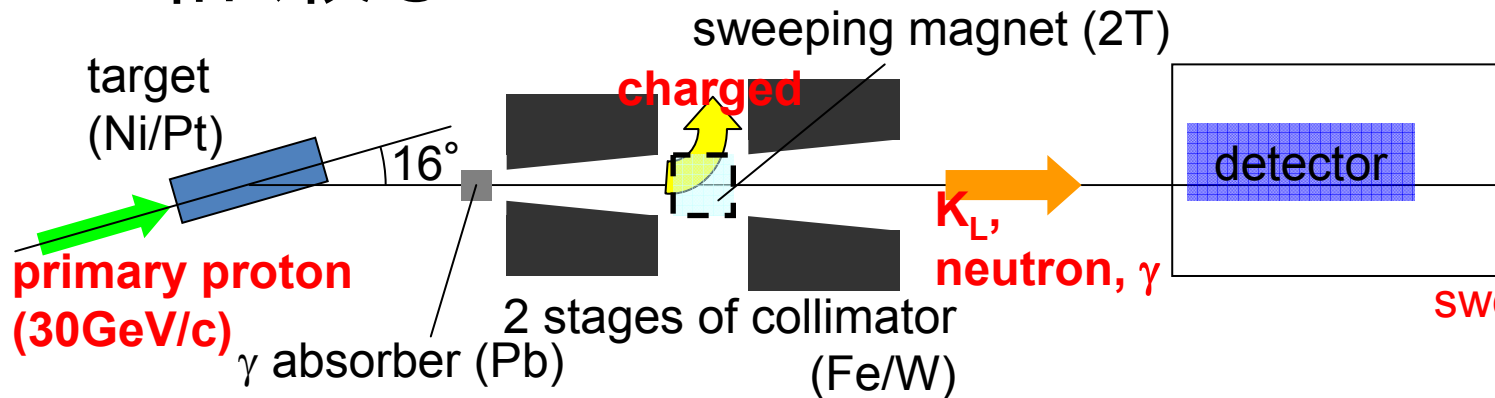 sweeping magnet (2T)
target
(Ni/Pt)
charged
16°
detector
primary proton
(30GeV/c)
K_L,
neutron, γ
2 stages of collimator
(Fe/W)
γ absorber (Pb)